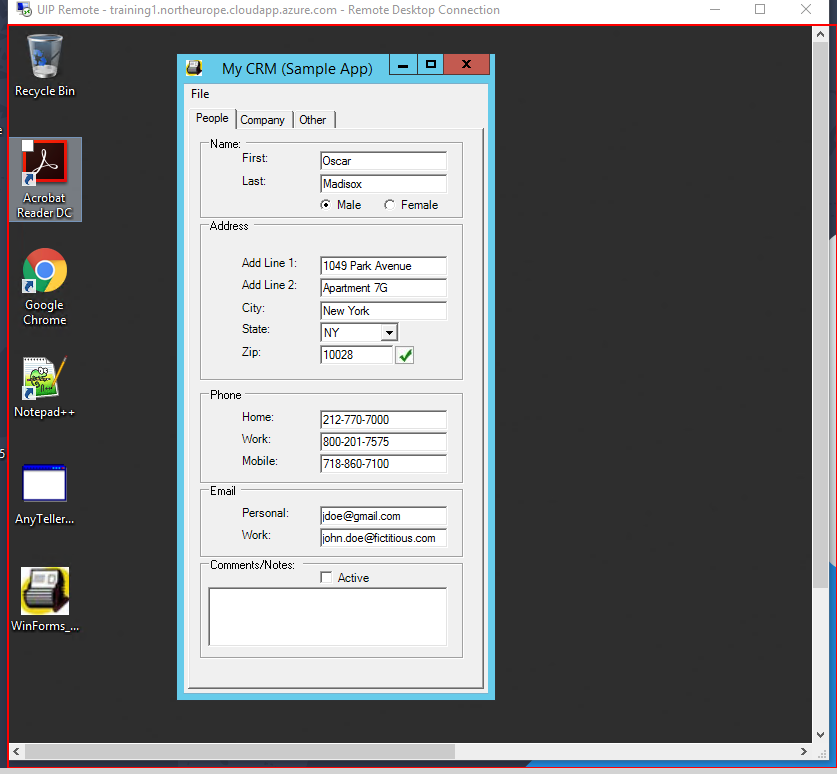 UIP Remote - training1.northeurope.cloudapp.azure.com - Remote Desktop Connection
Recycle Bin
Acrobat
Reader DC
Google
Chrome
Notepad++
AnyTeller...
WinForms_...
My CRM (Sample App)
File
People Company Other
Name:
First: Oscar
Last: Madisox
Male Female
Address
Add Line 1: 1049 Park Avenue
Add Line 2: Apartment 7G
City: New York
State: NY
Zip: 10028
Phone
Home: 212-770-7000
Work: 800-201-7575
Mobile: 718-860-7100
Email
Personal: jdoe@gmail.com
Work: john.doe@fictitious.com
Comments/Notes:
Active